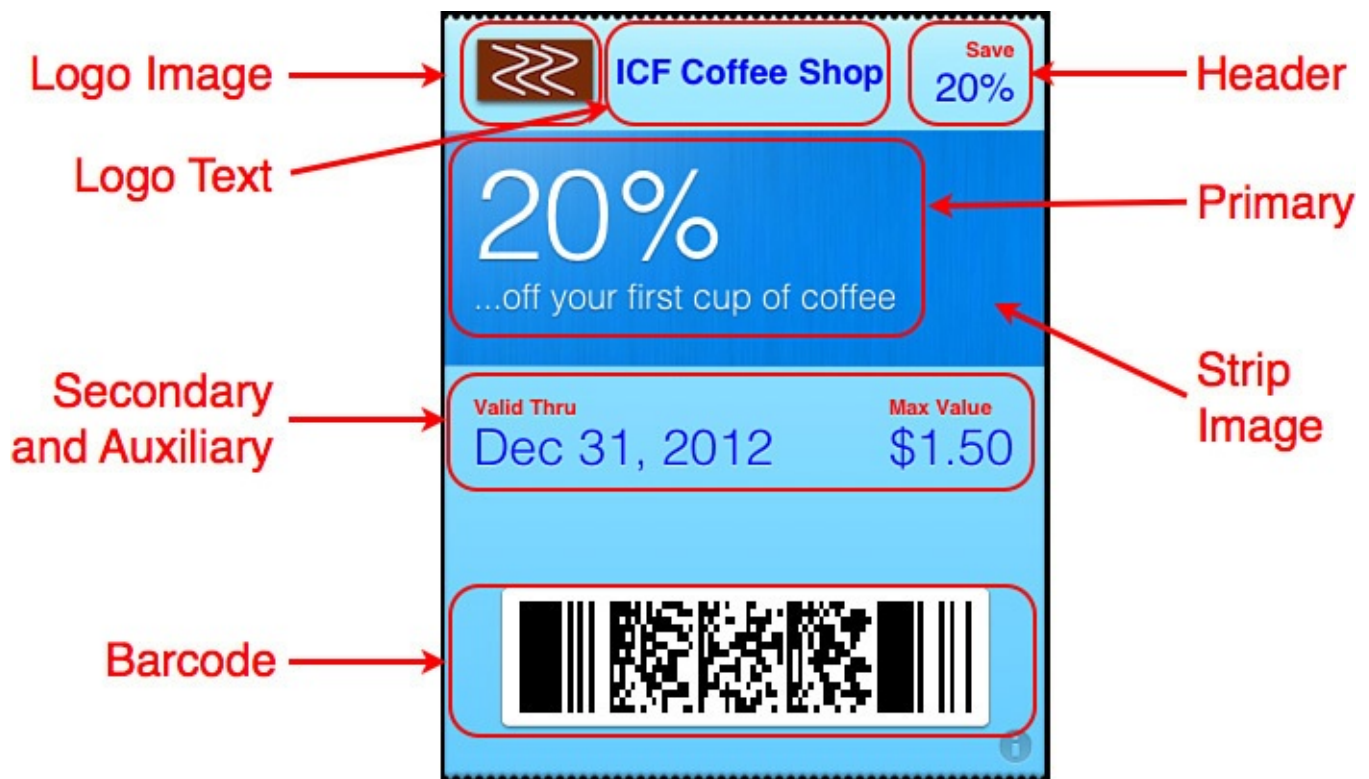 Logo Image
Logo Text
Secondary
and Auxiliary
Barcode
ICF Coffee Shop
Save
20%
20%
...off your first cup of coffee
Valid Thru
Max Value
Dec 31, 2012
$1.50
Header
Primary
Strip
Image